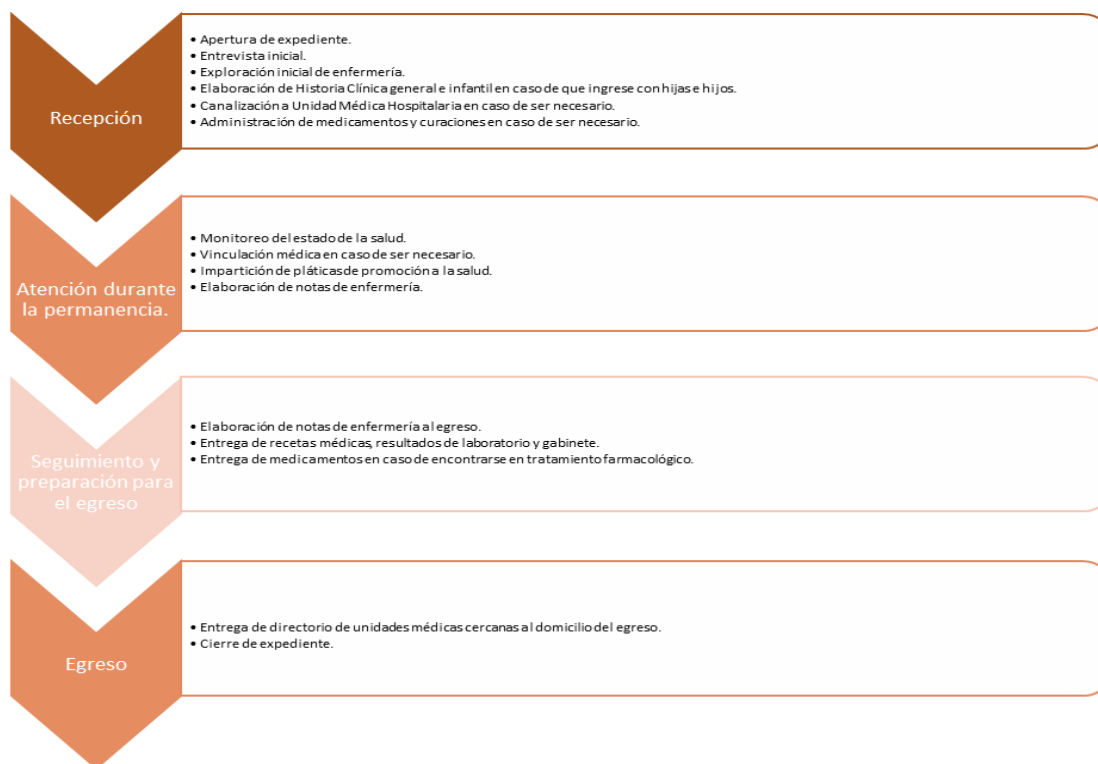 Recepción
• Apertura de expediente.
• Entrevista inicial.
• Exploración inicial de enfermería.
• Elaboración de Historia Clínica general e infantil en caso de que ingrese con hijas e hijos.
• Canalización a Unidad Médica Hospitalaria en caso de ser necesario.
• Administración de medicamentos y curaciones en caso de ser necesario.
Atención durante
la permanencia.
• Monitoreo del estado de la salud.
• Vinculación médica en caso de ser necesario.
• Impartición de pláticas de promoción a la salud.
• Elaboración de notas de enfermería.
Seguimiento y
preparación para
el egreso
• Elaboración de notas de enfermería al egreso.
• Entrega de recetas médicas, resultados de laboratorio y gabinete.
• Entrega de medicamentos en caso de encontrarse en tratamiento farmacológico.
Egreso
• Entrega de directorio de unidades médicas cercanas al domicilio del egreso.
• Cierre de expediente.